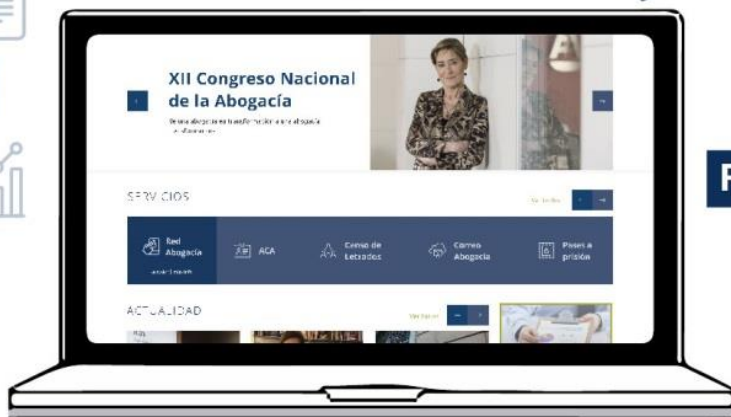 XII Congreso Nacional
de la Abogacía
SERVICIOS
Red
Abogacía
ACA
Censo de
Letrados
Correo
Abogacía
Pases a
prisión
ACTUALIDAD